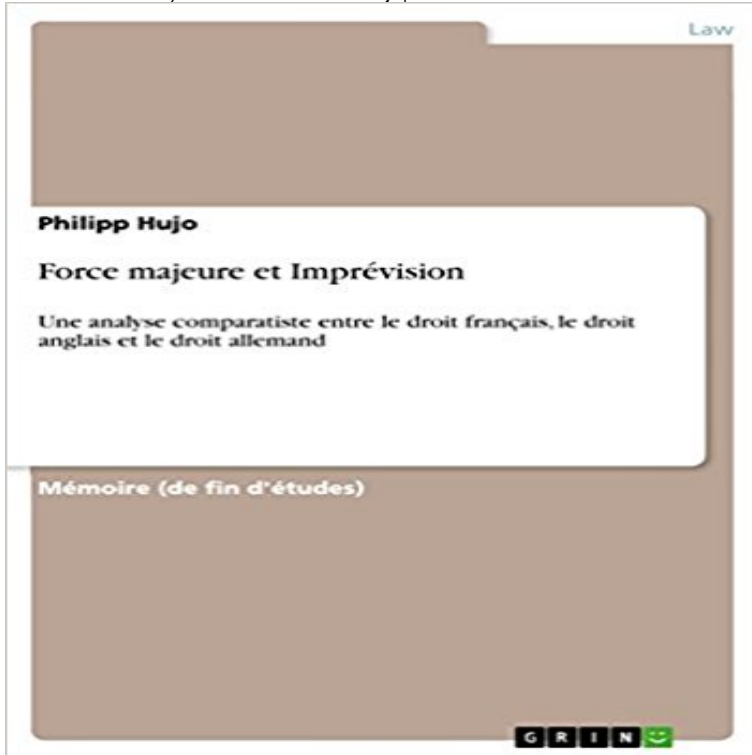 Law
Philipp Hujo
Force majeure et Imprévision
Une analyse comparatiste entre le droit français, le droit
anglais et le droit allemand
Mémoire (de fin d'études)
GRIN